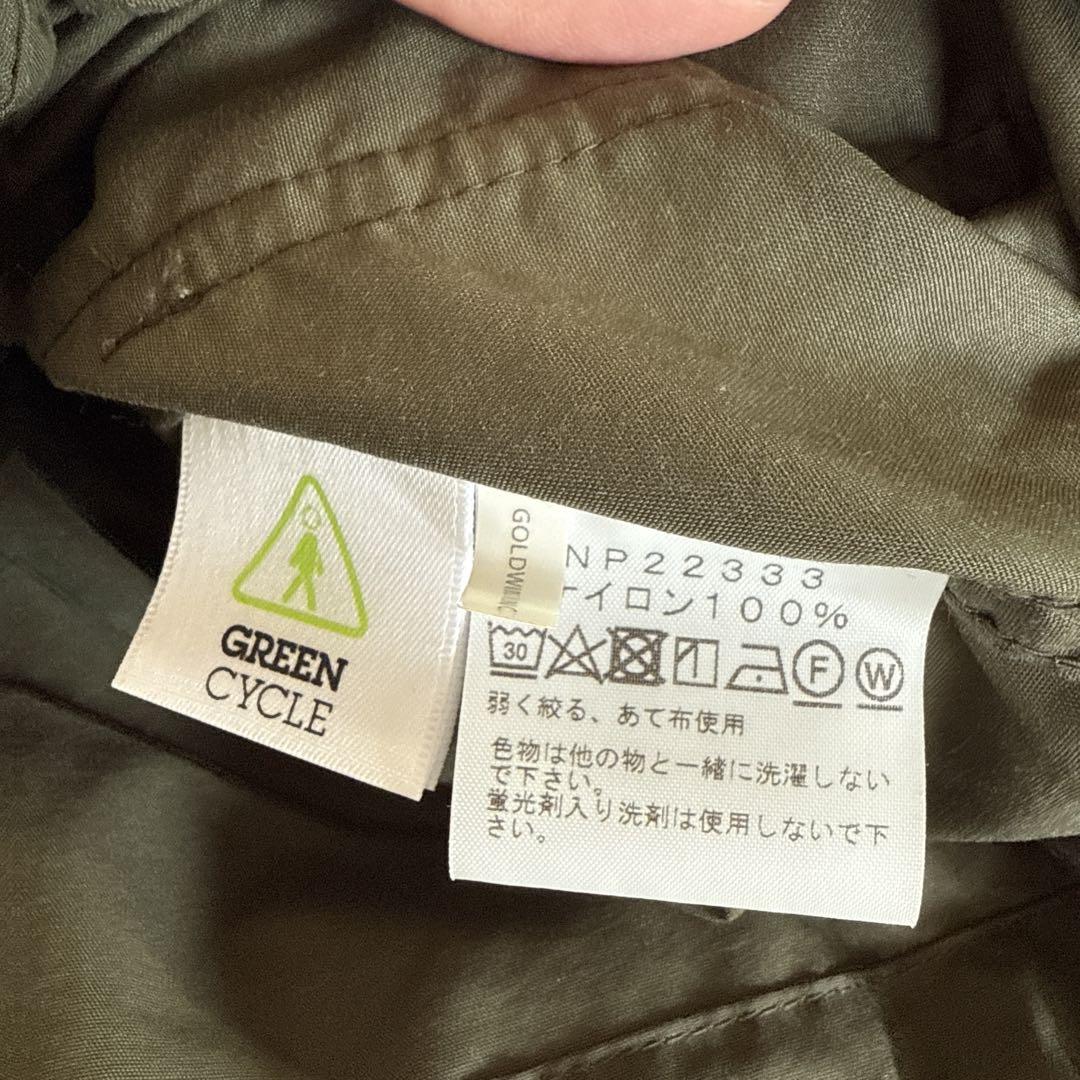 GREEN
CYCLE
GOLDWIN INC
NP22333
ナイロン100%
30
F
W
弱く絞る、あて布使用
色物は他の物と一緒に洗濯しない
で下さい。
蛍光剤入り洗剤は使用しないで下
さい。